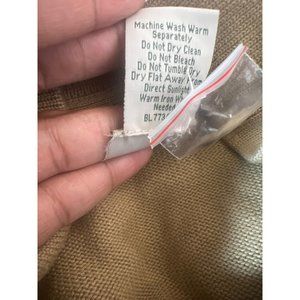 Machine Wash Warm
Separately
Do Not Dry Clean
Do Not Bleach
Do Not Tumble Dry
Dry Flat Away From
Direct Sunlight
Warm Iron
Needed